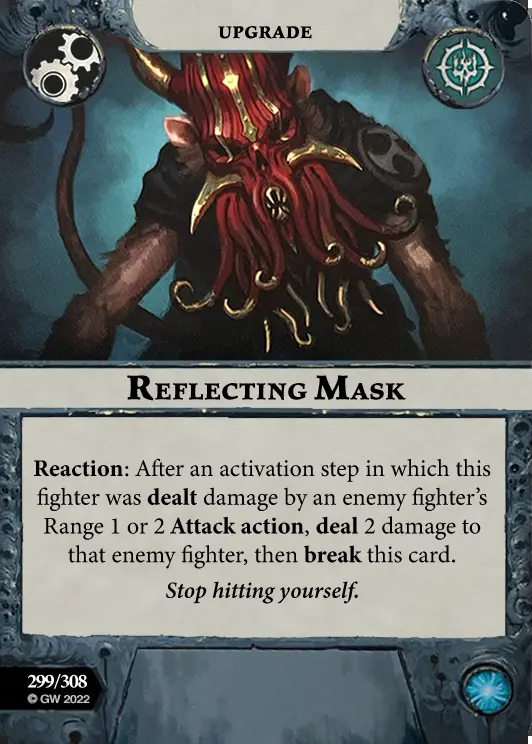 UPGRADE
REFLECTING MASK
Reaction: After an activation step in which this
fighter was dealt damage by an enemy fighter's
Range 1 or 2 Attack action, deal 2 damage to
that enemy fighter, then break this card.
Stop hitting yourself.
299/308
© GW 2022